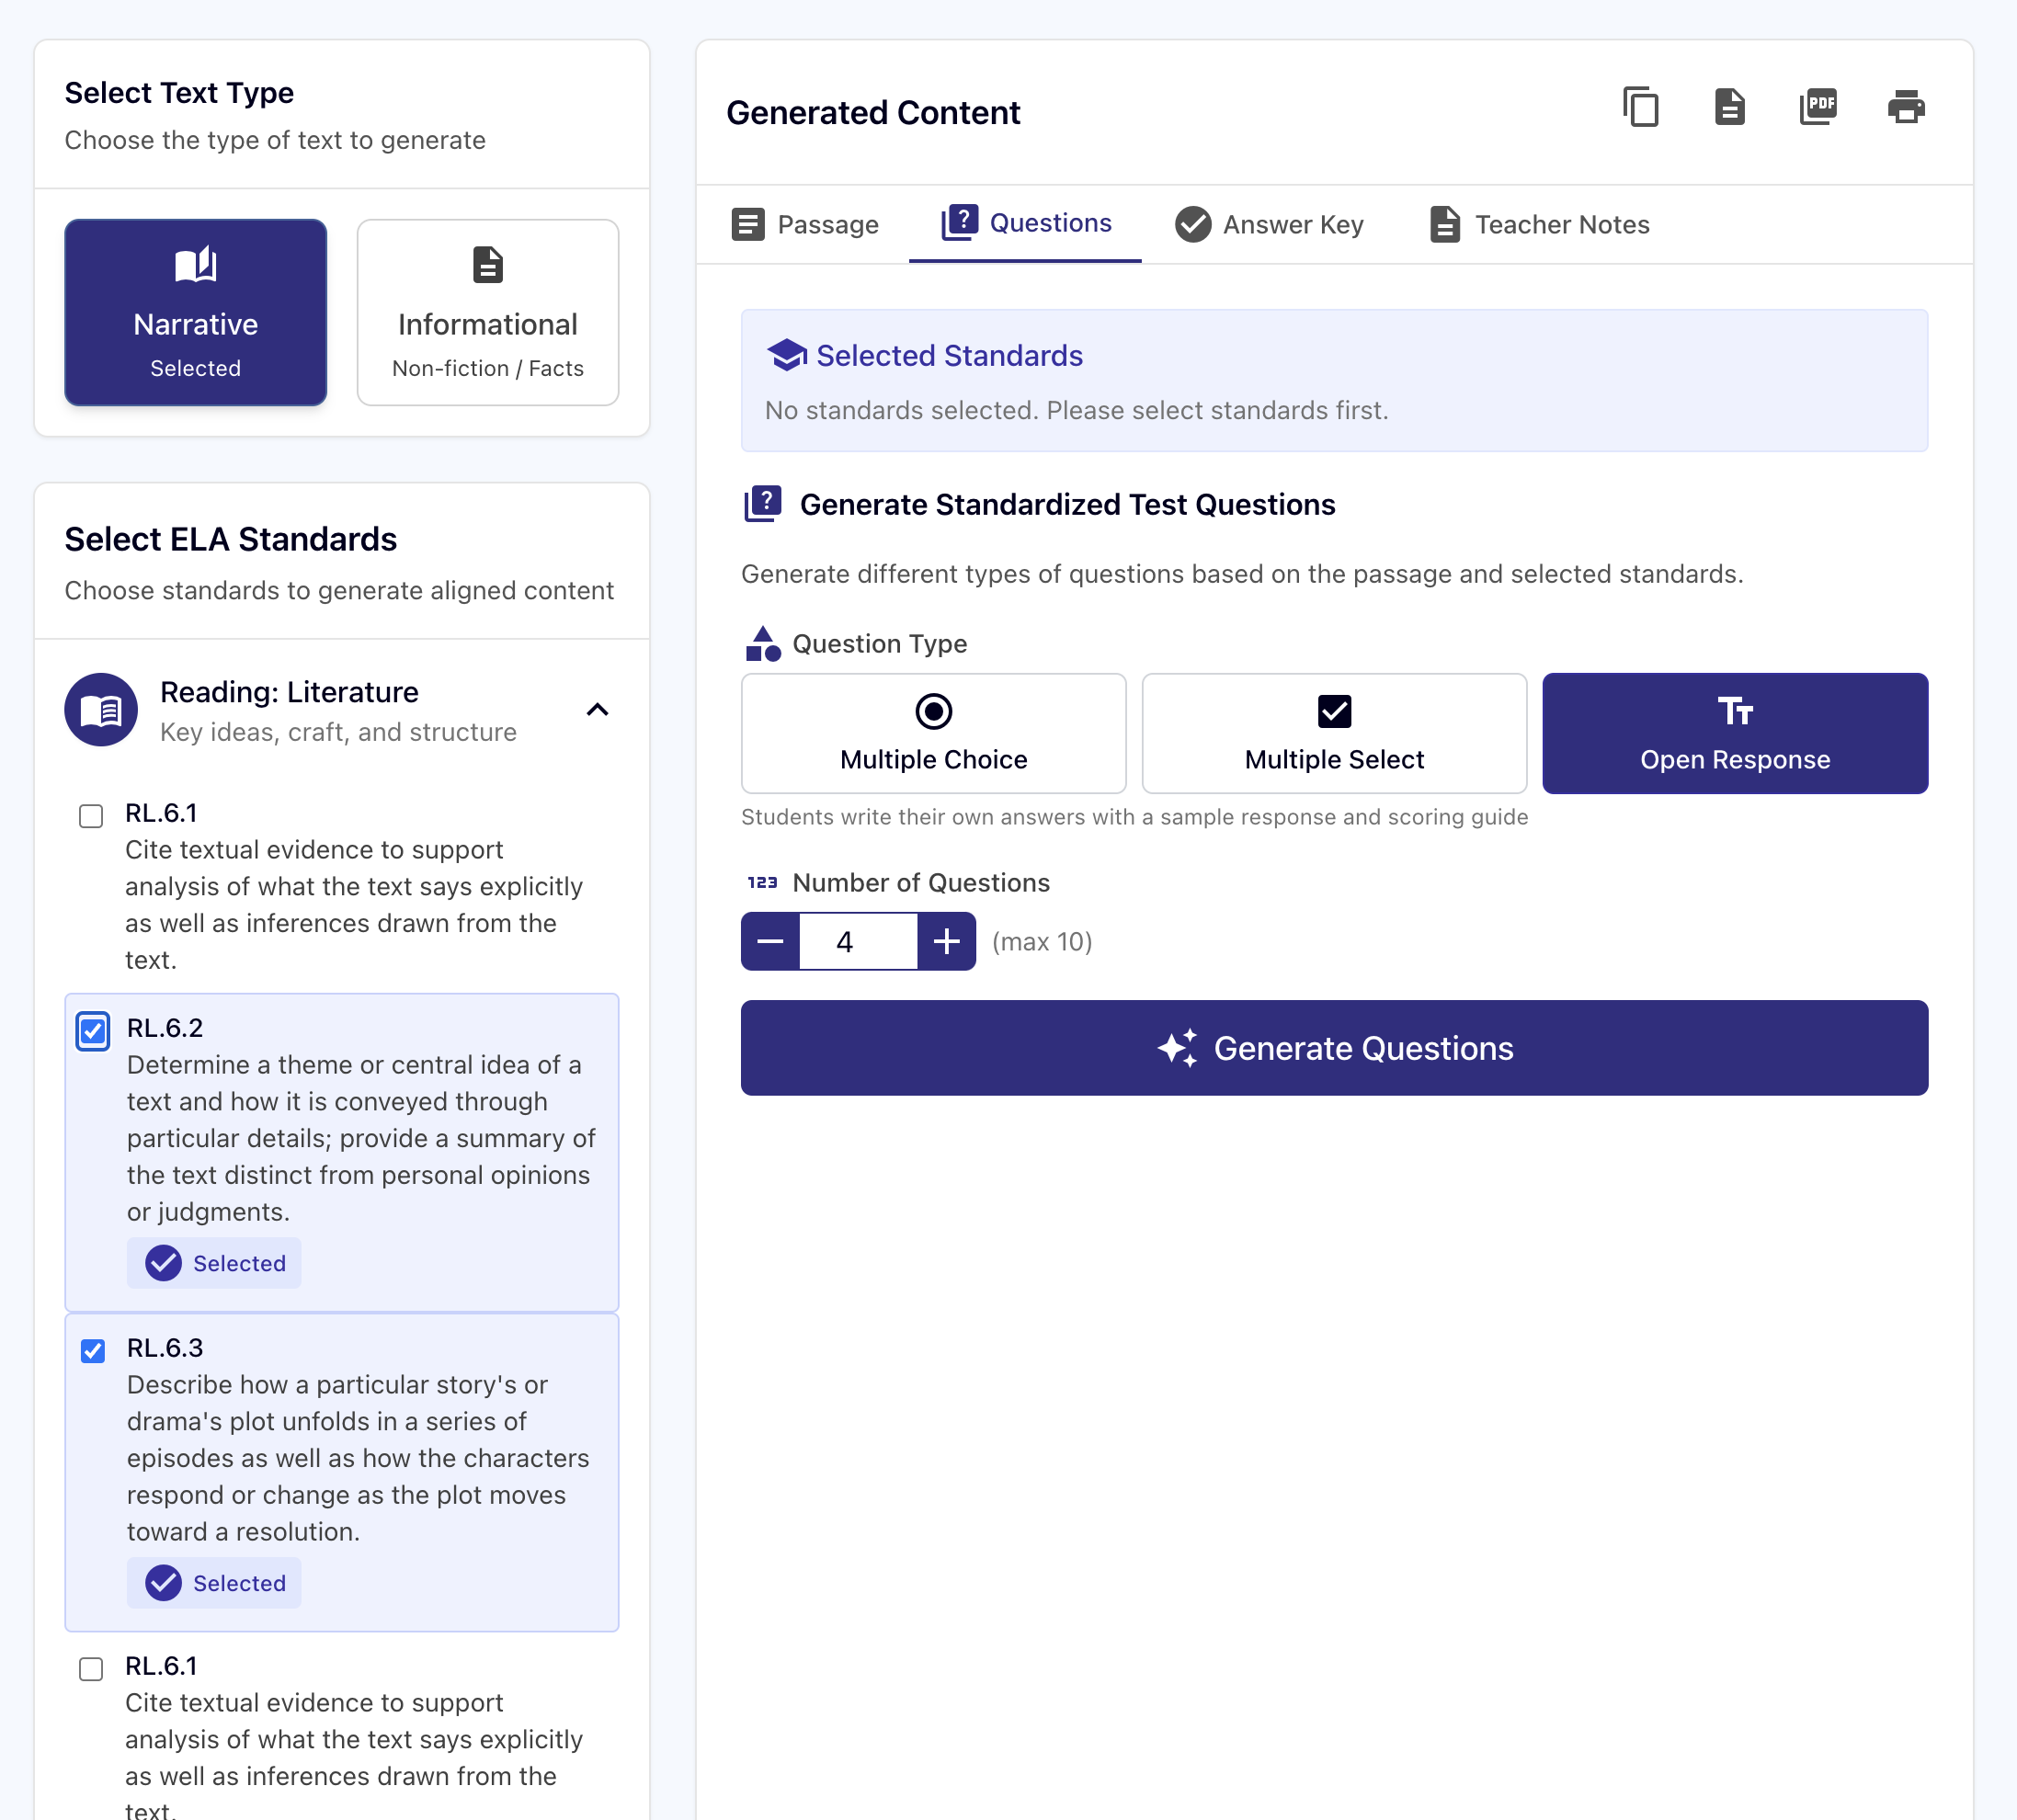 Select Text Type
Choose the type of text to generate
Narrative
Selected
Informational
Non-fiction / Facts
Select ELA Standards
Choose standards to generate aligned content
Reading: Literature
Key ideas, craft, and structure
RL.6.1
Cite textual evidence to support
analysis of what the text says explicitly
as well as inferences drawn from the
text.
RL.6.2
Determine a theme or central idea of a
text and how it is conveyed through
particular details; provide a summary of
the text distinct from personal opinions
or judgments.
Selected
RL.6.3
Describe how a particular story's or
drama's plot unfolds in a series of
episodes as well as how the characters
respond or change as the plot moves
toward a resolution.
Selected
RL.6.1
Cite textual evidence to support
analysis of what the text says explicitly
as well as inferences drawn from the
text.
Generated Content
PDF
Passage
? Questions
Answer Key
Teacher Notes
Selected Standards
No standards selected. Please select standards first.
? Generate Standardized Test Questions
Generate different types of questions based on the passage and selected standards.
Question Type
Multiple Choice
Multiple Select
Tт
Open Response
Students write their own answers with a sample response and scoring guide
123 Number of Questions
− 4 + (max 10)
Generate Questions